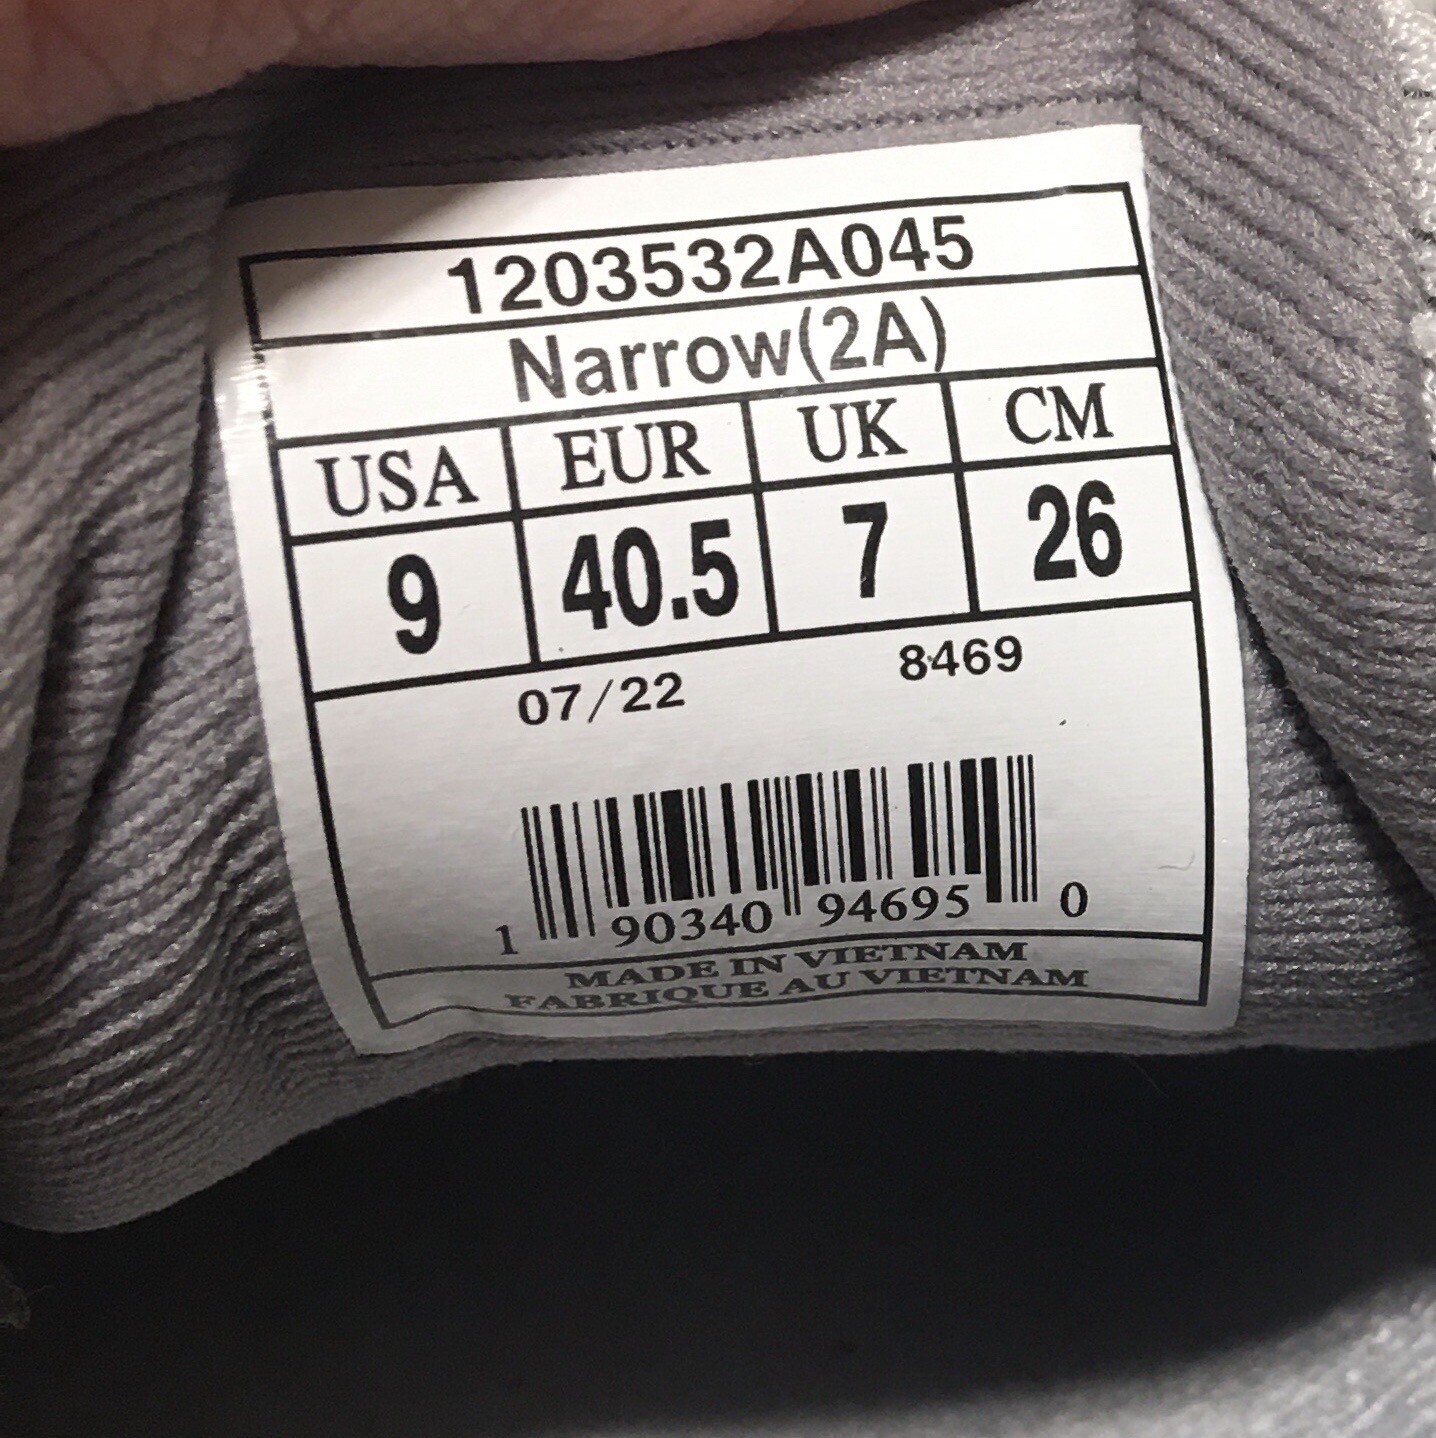 1203532A045
Narrow(2A)
USA EUR UK CM
9 40.5 7 26
07/22 8469
1 90340 94695 0
MADE IN VIETNAM
FABRIQUE AU VIETNAM